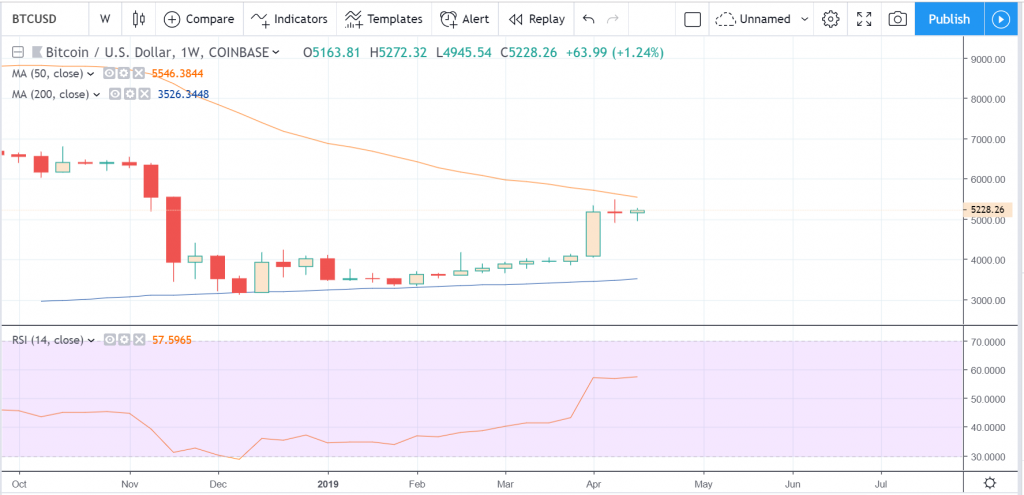 BTCUSD W Compare Indicators Templates Alert Replay Unnamed Publish
Bitcoin / U.S. Dollar, 1W, COINBASE O5163.81 H5272.32 L4945.54 C5228.26 +63.99 (+1.24%)
MA (50, close) 5546.3844
MA (200, close) 3526.3448
9000.00
8000.00
7000.00
6000.00
5228.26
5000.00
4000.00
3000.00
RSI (14, close) 57.5965
70.0000
60.0000
50.0000
40.0000
30.0000
Oct Nov Dec 2019 Feb Mar Apr May Jun Jul